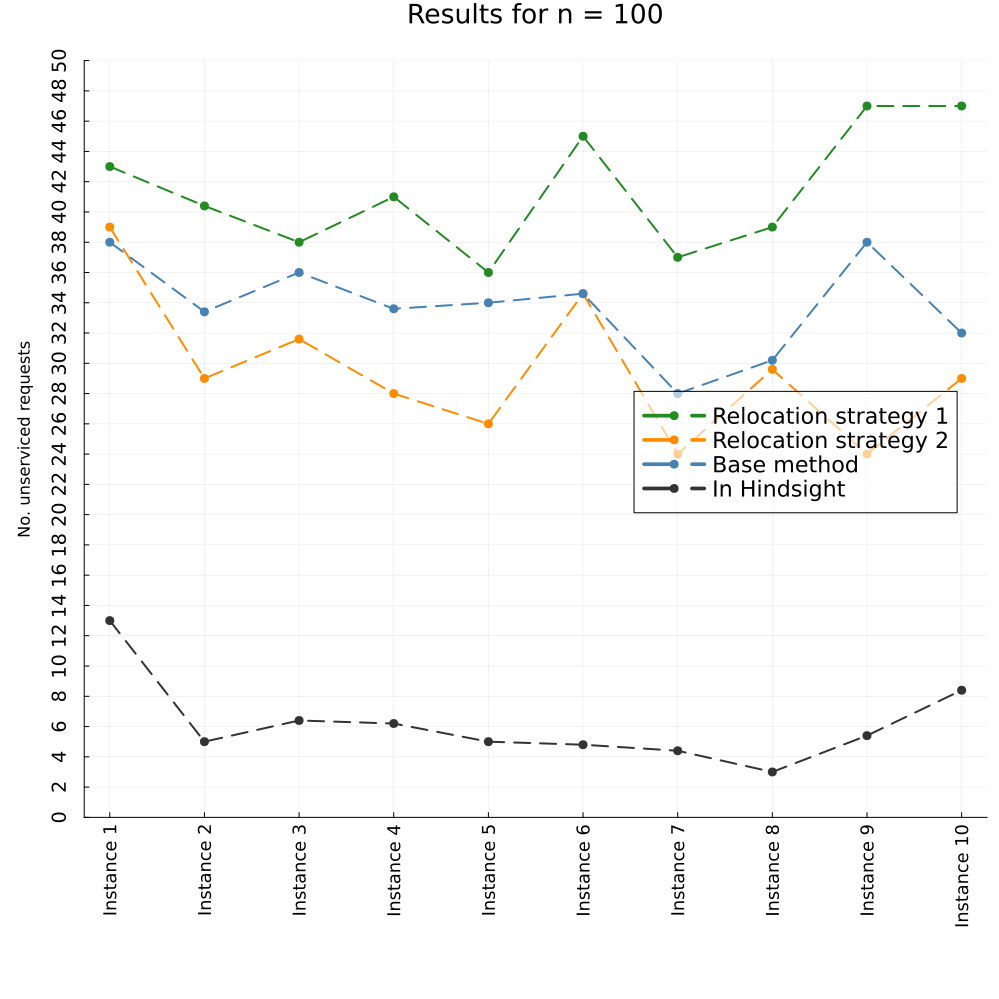 Results for n = 100
No. unserviced requests
50
48
46
44
42
40
38
36
34
32
30
28
26
24
22
20
18
16
14
12
10
8
6
4
2
0
Relocation strategy 1
Relocation strategy 2
Base method
In Hindsight
Instance 1
Instance 2
Instance 3
Instance 4
Instance 5
Instance 6
Instance 7
Instance 8
Instance 9
Instance 10